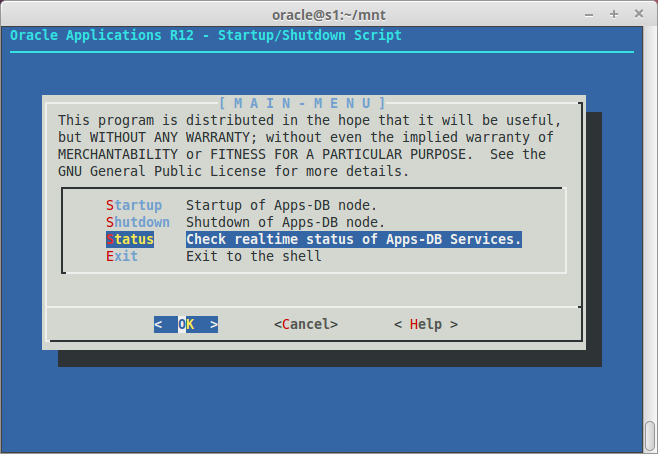 oracle@s1:~/mnt
Oracle Applications R12 - Startup/Shutdown Script
[ M A I N - M E N U ]
This program is distributed in the hope that it will be useful,
but WITHOUT ANY WARRANTY; without even the implied warranty of
MERCHANTABILITY or FITNESS FOR A PARTICULAR PURPOSE.  See the
GNU General Public License for more details.
Startup   Startup of Apps-DB node.
Shutdown  Shutdown of Apps-DB node.
Status    Check realtime status of Apps-DB Services.
Exit      Exit to the shell
<  OK  >       <Cancel>       < Help >